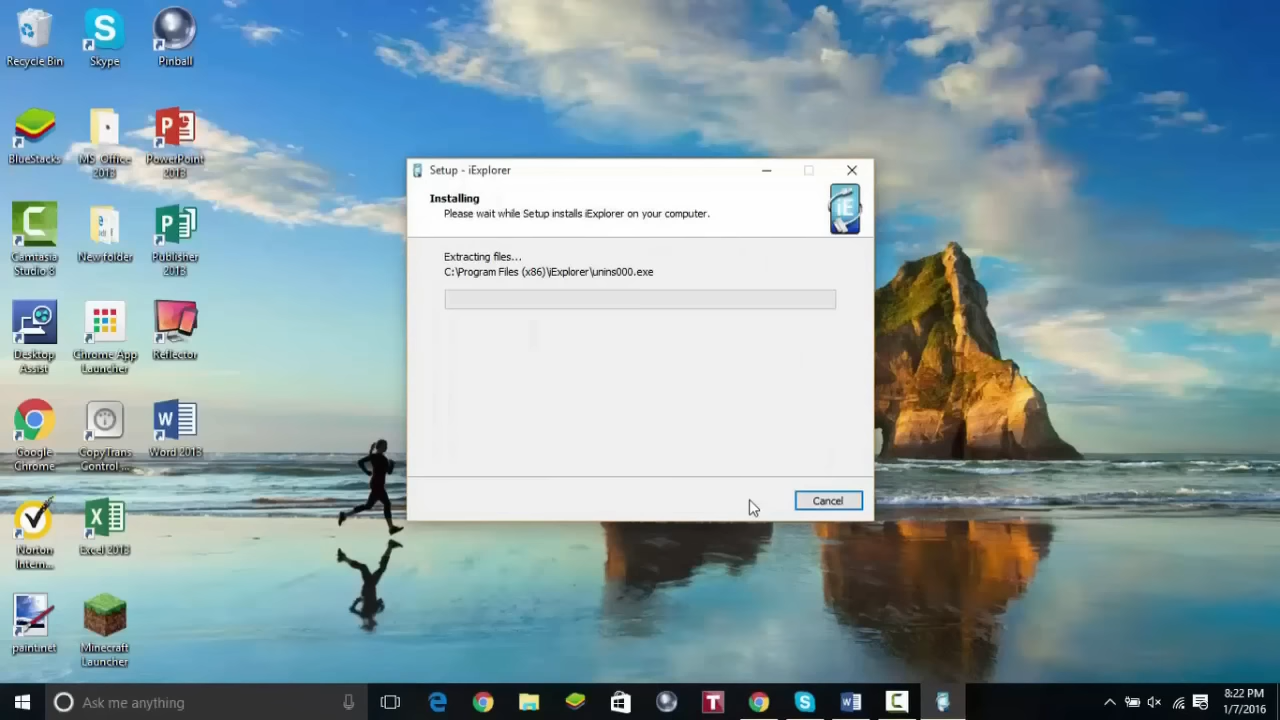 Recycle Bin
Skype
Pinball
BlueStacks
MS Office
2013
PowerPoint
2013
Camtasia
Studio 8
New folder
Publisher
2013
Desktop
Assist
Chrome App
Launcher
Reflector
Google
Chrome
CopyTrans
Control ...
Word 2013
Norton
Intern...
Excel 2013
paint.net
Minecraft
Launcher
Setup - iExplorer
Installing
Please wait while Setup installs iExplorer on your computer.
iE
Extracting files...
C:\Program Files (x86)\iExplorer\unins000.exe
Cancel
Ask me anything
8:22 PM
1/7/2016